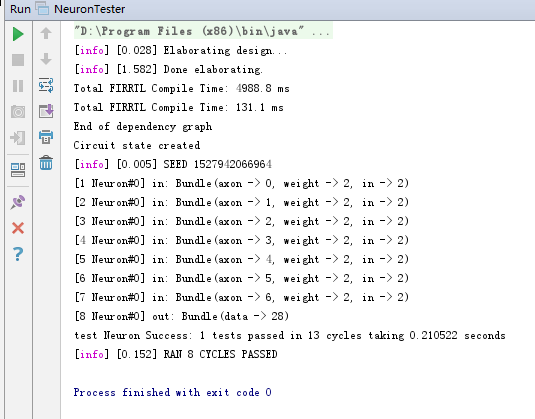 Run NeuronTester
"D:\Program Files (x86)\bin\java" ...
[info] [0.028] Elaborating design...
[info] [1.582] Done elaborating.
Total FIRRTL Compile Time: 4988.8 ms
Total FIRRTL Compile Time: 131.1 ms
End of dependency graph
Circuit state created
[info] [0.005] SEED 1527942066964
[1 Neuron#0] in: Bundle(axon -> 0, weight -> 2, in -> 2)
[2 Neuron#0] in: Bundle(axon -> 1, weight -> 2, in -> 2)
[3 Neuron#0] in: Bundle(axon -> 2, weight -> 2, in -> 2)
[4 Neuron#0] in: Bundle(axon -> 3, weight -> 2, in -> 2)
[5 Neuron#0] in: Bundle(axon -> 4, weight -> 2, in -> 2)
[6 Neuron#0] in: Bundle(axon -> 5, weight -> 2, in -> 2)
[7 Neuron#0] in: Bundle(axon -> 6, weight -> 2, in -> 2)
[8 Neuron#0] out: Bundle(data -> 28)
test Neuron Success: 1 tests passed in 13 cycles taking 0.210522 seconds
[info] [0.152] RAN 8 CYCLES PASSED
Process finished with exit code 0